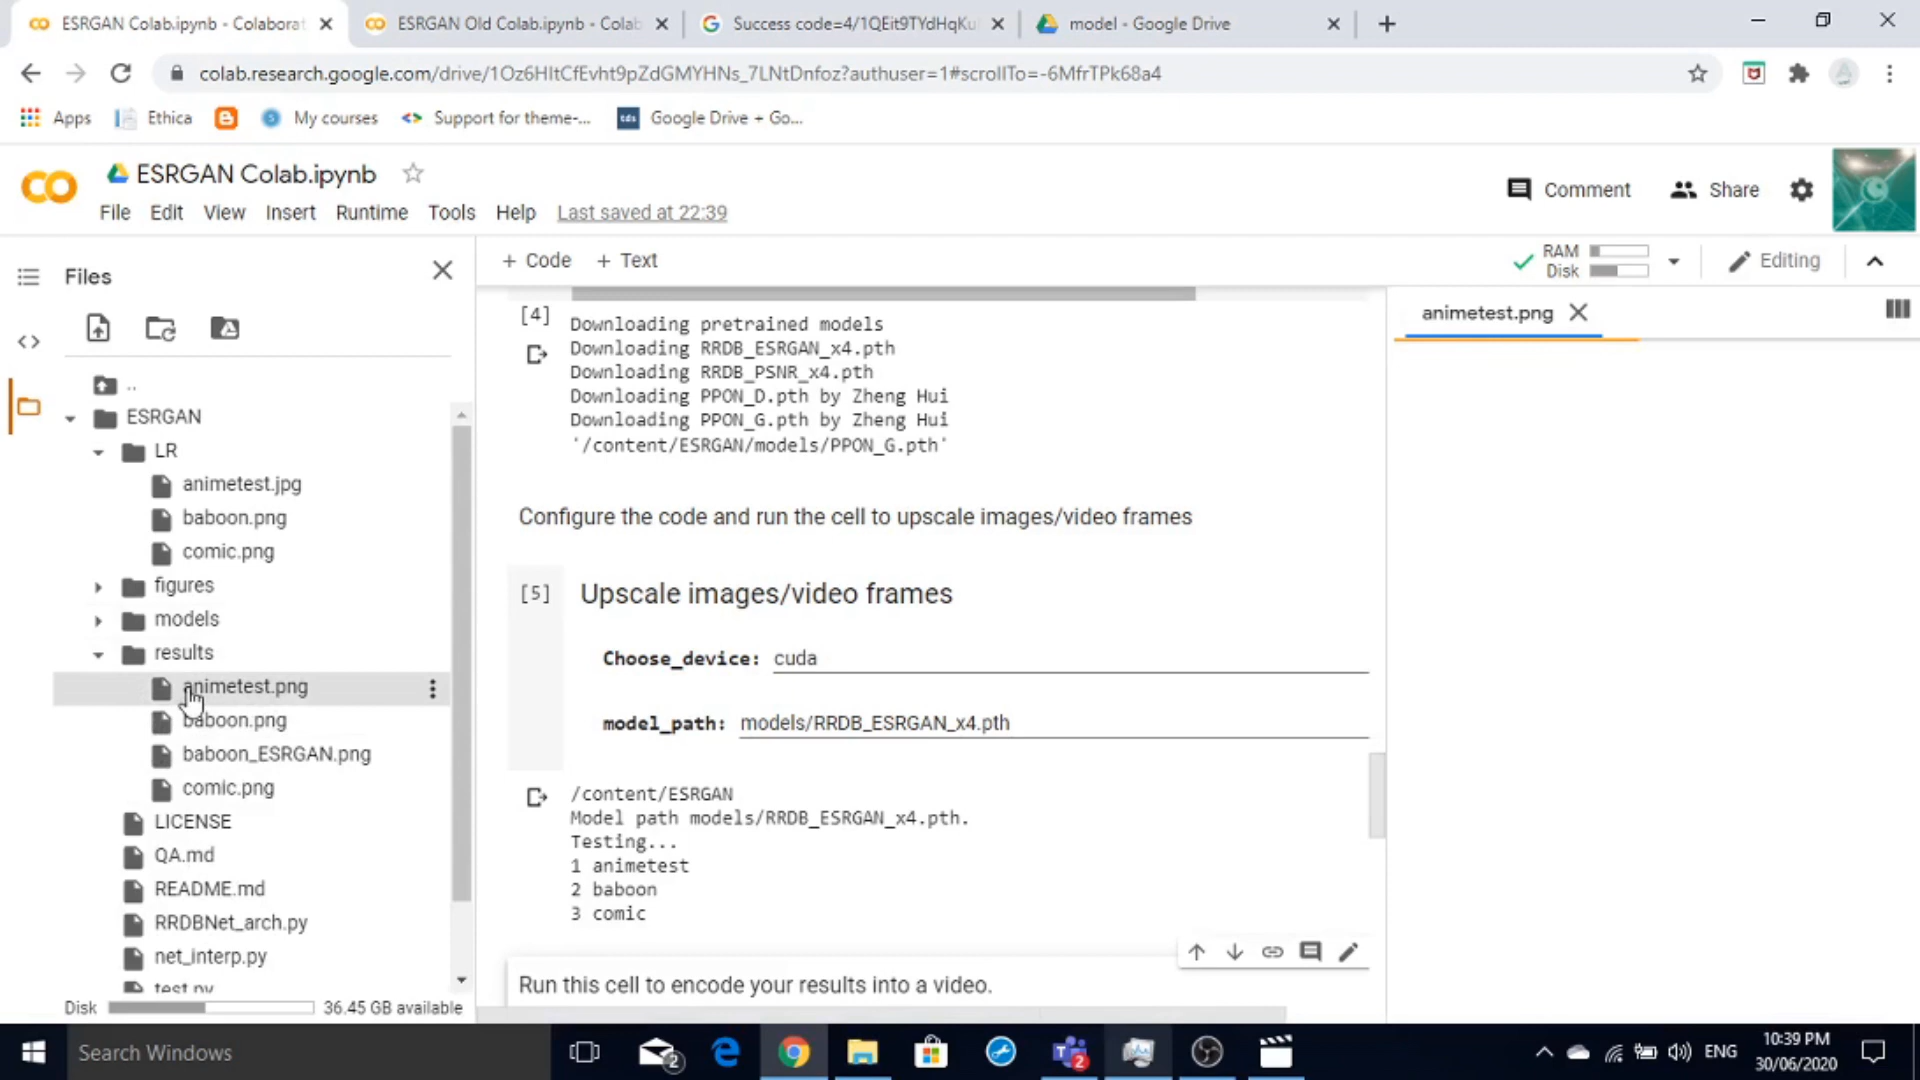 ESRGAN Colab.ipynb - Colaborat
ESRGAN Old Colab.ipynb - Colab
Success code=4/1QEit9TYdHqKu
model - Google Drive
colab.research.google.com/drive/1Oz6HItCfEvht9pZdGMYHNs_7LNtDnfoz?authuser=1#scrollTo=-6MfrTPk68a4
Apps
Ethica
My courses
Support for theme-...
Google Drive + Go...
ESRGAN Colab.ipynb
File Edit View Insert Runtime Tools Help Last saved at 22:39
Comment
Share
+ Code + Text
RAM
Disk
Editing
Files
..
ESRGAN
LR
animetest.jpg
baboon.png
comic.png
figures
models
results
animetest.png
baboon.png
baboon_ESRGAN.png
comic.png
LICENSE
QA.md
README.md
RRDBNet_arch.py
net_interp.py
test.py
Disk 36.45 GB available
[4]
Downloading pretrained models
Downloading RRDB_ESRGAN_x4.pth
Downloading RRDB_PSNR_x4.pth
Downloading PPON_D.pth by Zheng Hui
Downloading PPON_G.pth by Zheng Hui
'/content/ESRGAN/models/PPON_G.pth'
Configure the code and run the cell to upscale images/video frames
[5] Upscale images/video frames
Choose_device: cuda
model_path: models/RRDB_ESRGAN_x4.pth
/content/ESRGAN
Model path models/RRDB_ESRGAN_x4.pth.
Testing...
1 animetest
2 baboon
3 comic
Run this cell to encode your results into a video.
animetest.png
Search Windows
2
2
ENG
10:39 PM
30/06/2020